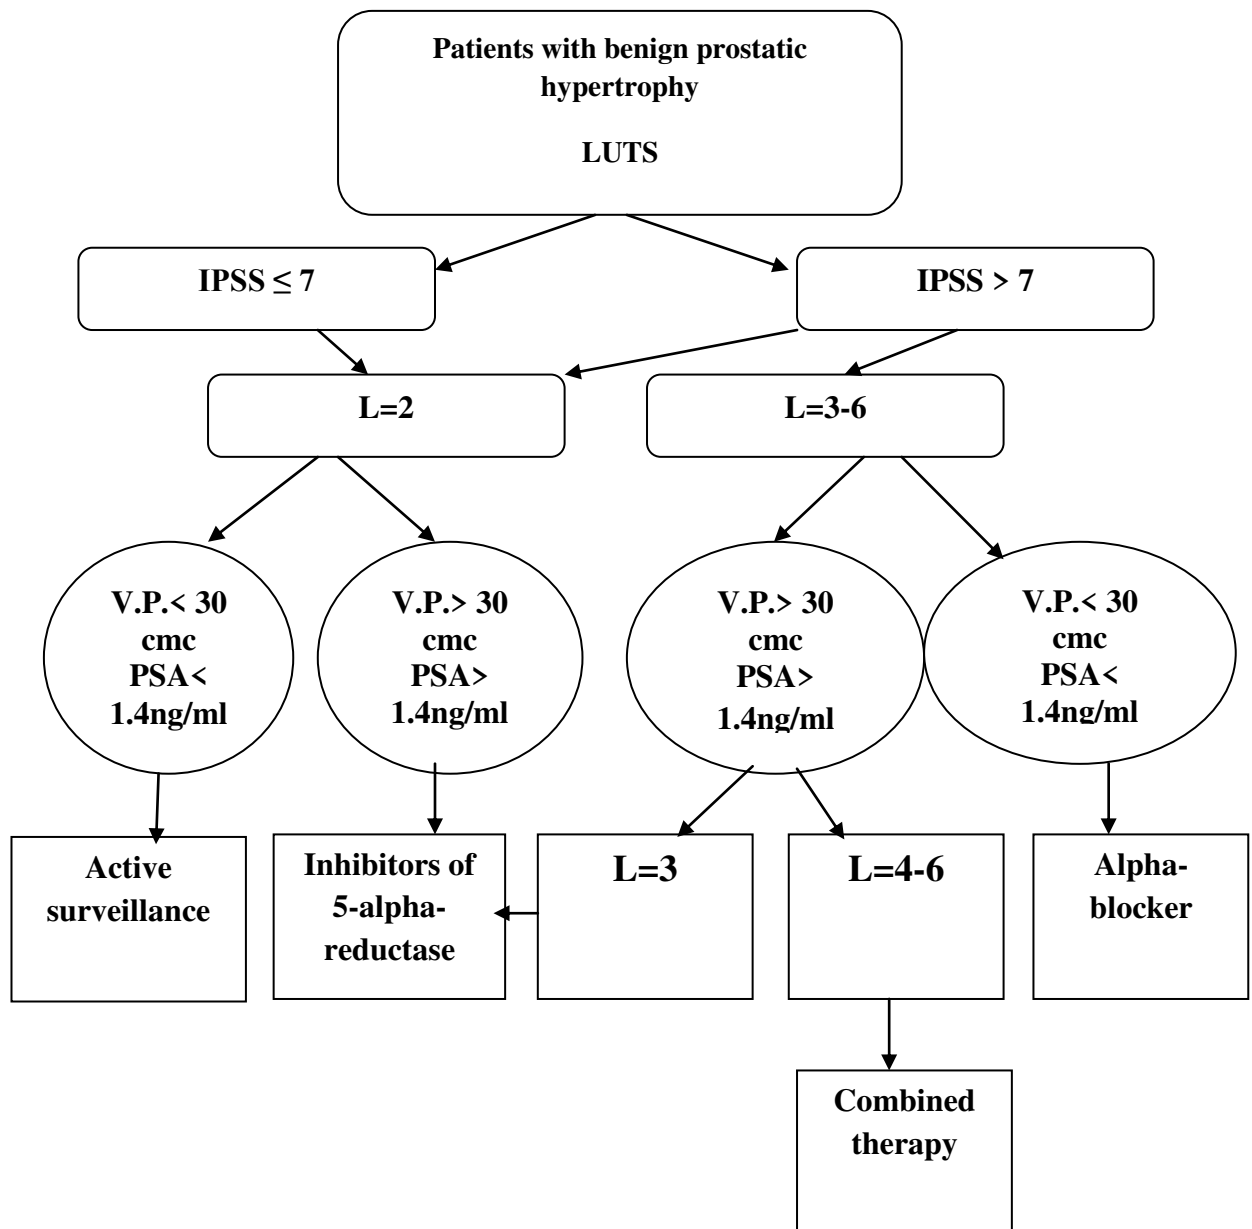 Patients with benign prostatic
hypertrophy
LUTS
IPSS ≤ 7
IPSS > 7
L=2
L=3-6
V.P.< 30
cmc
PSA<
1.4ng/ml
V.P.> 30
cmc
PSA>
1.4ng/ml
V.P.> 30
cmc
PSA>
1.4ng/ml
V.P.< 30
cmc
PSA<
1.4ng/ml
Active
surveillance
Inhibitors of
5-alpha-
reductase
L=3
L=4-6
Alpha-
blocker
Combined
therapy